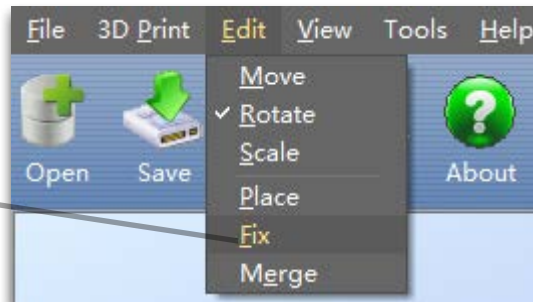 File 3D Print Edit View Tools Help
Move
Rotate
Scale
Open Save About
Place
Fix
Merge